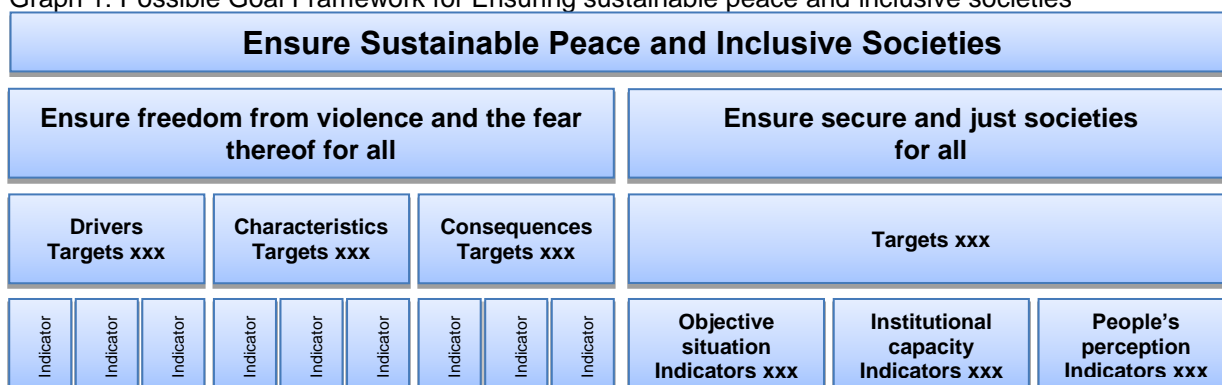 Graph 1: Possible Goal Framework for Ensuring sustainable peace and inclusive societies
Ensure Sustainable Peace and Inclusive Societies
Ensure freedom from violence and the fear
thereof for all
Ensure secure and just societies
for all
Drivers
Targets xxx
Characteristics
Targets xxx
Consequences
Targets xxx
Targets xxx
Indicator
Indicator
Indicator
Indicator
Indicator
Indicator
Indicator
Indicator
Indicator
Objective
situation
Indicators xxx
Institutional
capacity
Indicators xxx
People’s
perception
Indicators xxx